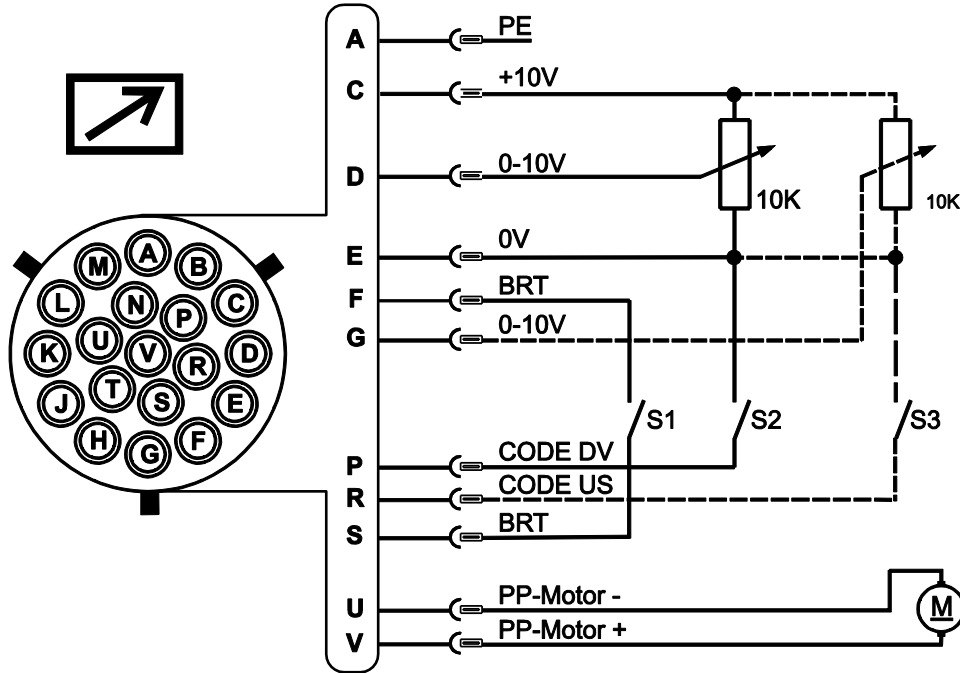 A PE
C +10V
D 0-10V
10K
10K
E 0V
F BRT
G 0-10V
S1
S2
S3
P CODE DV
R CODE US
S BRT
U PP-Motor -
V PP-Motor +
M
A
M
B
L
N
P
C
K
U
V
R
D
J
T
S
E
H
G
F